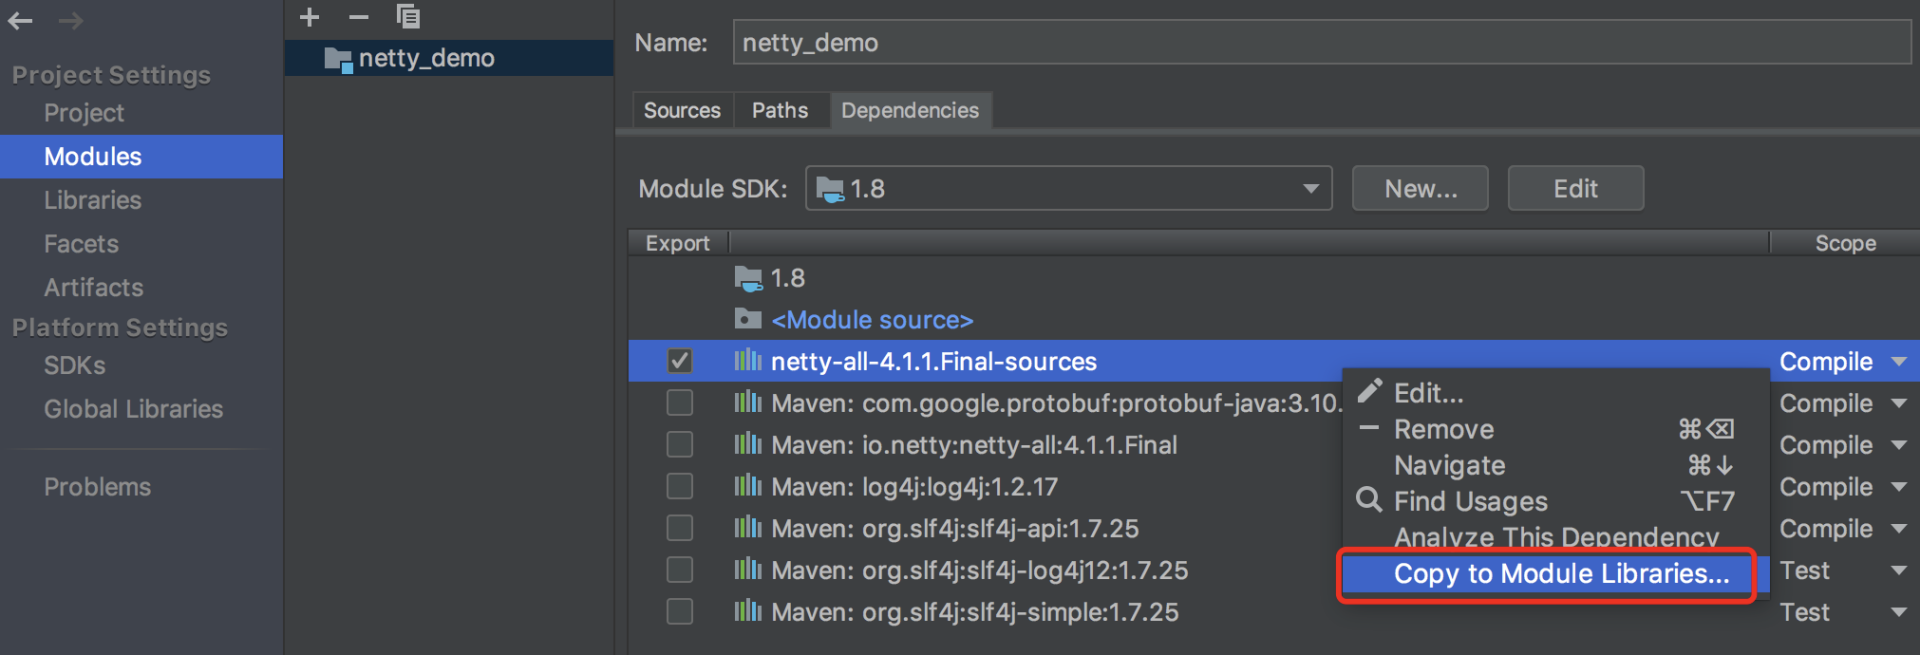 Project Settings
Project
Modules
Libraries
Facets
Artifacts
Platform Settings
SDKs
Global Libraries
Problems
netty_demo
Name: netty_demo
Sources Paths Dependencies
Module SDK: 1.8 New... Edit
Export Scope
1.8
<Module source>
netty-all-4.1.1.Final-sources Compile
Maven: com.google.protobuf:protobuf-java:3.10. Compile
Maven: io.netty:netty-all:4.1.1.Final Compile
Maven: log4j:log4j:1.2.17 Compile
Maven: org.slf4j:slf4j-api:1.7.25 Compile
Maven: org.slf4j:slf4j-log4j12:1.7.25 Test
Maven: org.slf4j:slf4j-simple:1.7.25 Test
Edit...
Remove ⌘⌫
Navigate ⌘↓
Find Usages ⌥F7
Analyze This Dependency
Copy to Module Libraries...